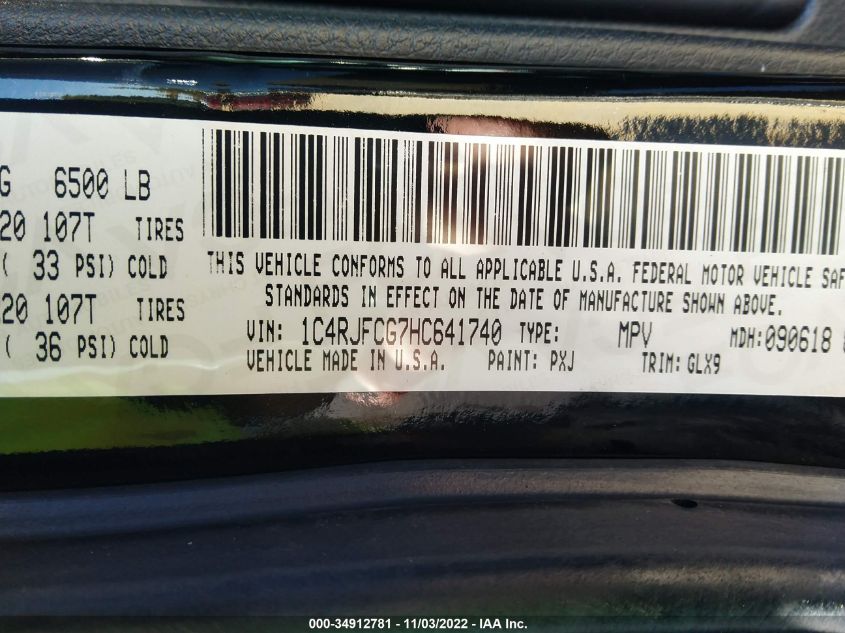 G 6500 LB
20 107T TIRES
( 33 PSI) COLD
20 107T TIRES
( 36 PSI) COLD
THIS VEHICLE CONFORMS TO ALL APPLICABLE U.S.A. FEDERAL MOTOR VEHICLE SAF
STANDARDS IN EFFECT ON THE DATE OF MANUFACTURE SHOWN ABOVE.
VIN: 1C4RJFCG7HC641740 TYPE: MPV MDH:090618
VEHICLE MADE IN U.S.A. PAINT: PXJ TRIM: GLX9
000-34912781 - 11/03/2022 - IAA Inc.